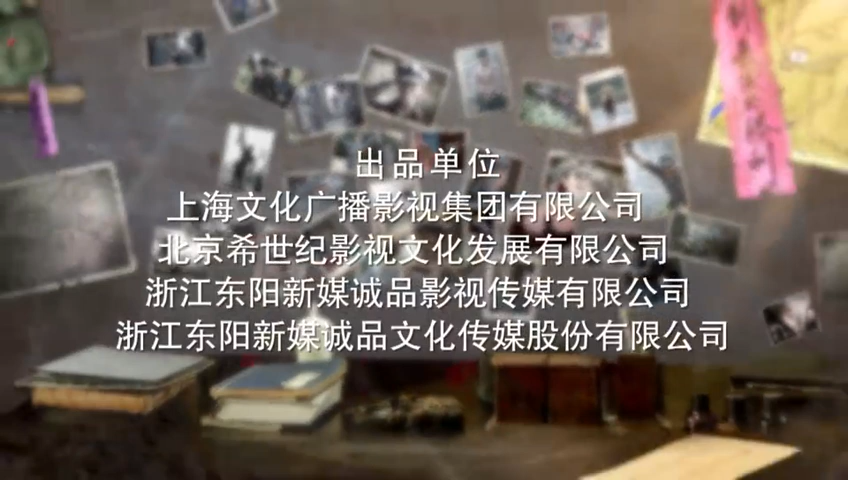 出品单位
上海文化广播影视集团有限公司
北京希世纪影视文化发展有限公司
浙江东阳新媒诚品影视传媒有限公司
浙江东阳新媒诚品文化传媒股份有限公司